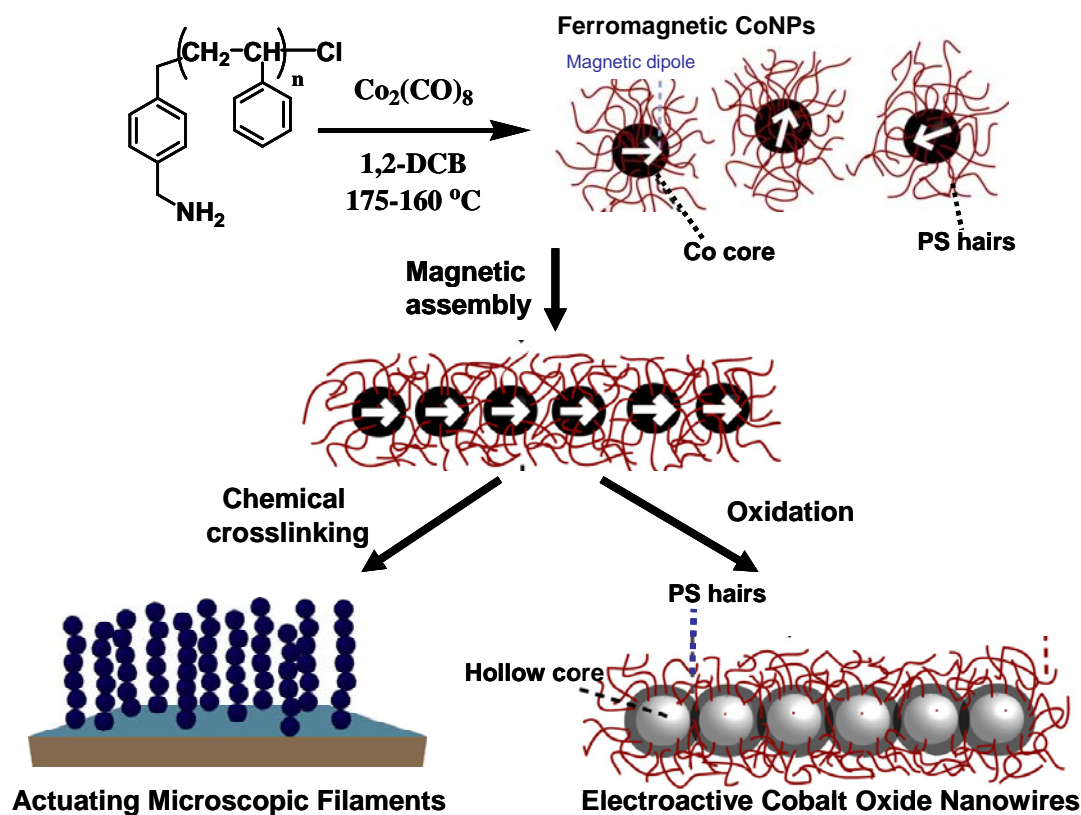 Ferromagnetic CoNPs
(CH₂-CH)ₙ-Cl
Magnetic dipole
Co₂(CO)₈
1,2-DCB
175-160 °C
NH₂
Co core
PS hairs
Magnetic
assembly
Chemical
crosslinking
Oxidation
PS hairs
Hollow core
Actuating Microscopic Filaments
Electroactive Cobalt Oxide Nanowires